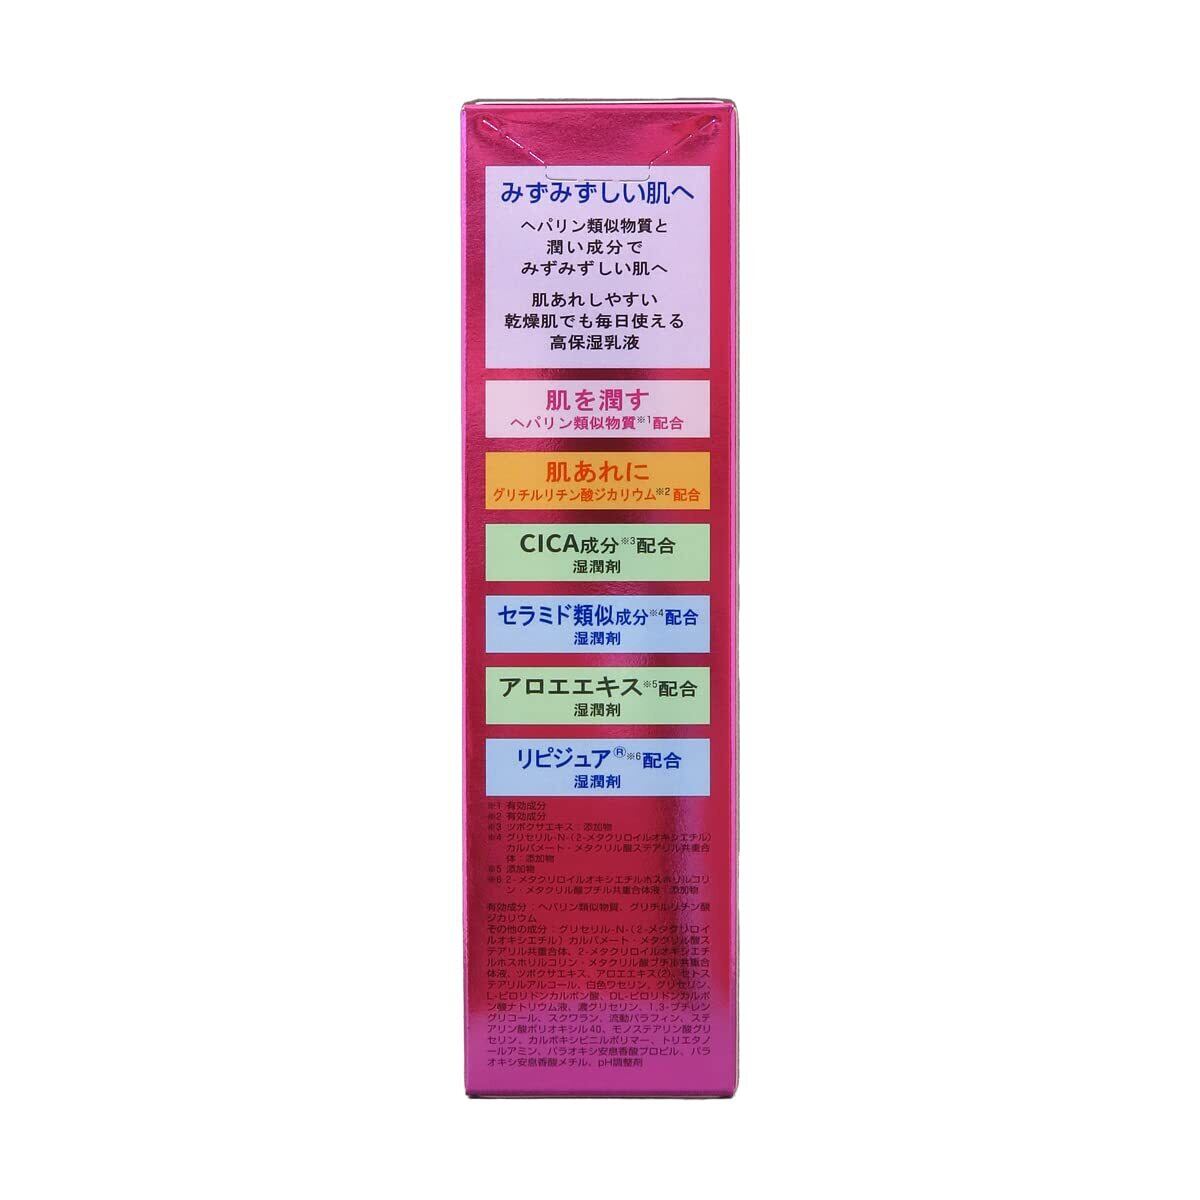 みずみずしい肌へ
ヘパリン類似物質と
潤い成分で
みずみずしい肌へ
肌あれしやすい
乾燥肌でも毎日使える
高保湿乳液
肌を潤す
ヘパリン類似物質※1配合
肌あれに
グリチルリチン酸ジカリウム※2配合
CICA成分※3配合
湿潤剤
セラミド類似成分※4配合
湿潤剤
アロエエキス※5配合
湿潤剤
リピジュア®※6配合
湿潤剤
※1 有効成分
※2 有効成分
※3 ツボクサエキス：添加物
※4 グリセリル-N-(2-メタクリロイルオキシエチル)
カルバメート・メタクリル酸ステアリル共重合
体：添加物
※5 添加物
※6 2-メタクリロイルオキシエチルホスホリルコリ
ン・メタクリル酸ブチル共重合体液：添加物
有効成分：ヘパリン類似物質、グリチルリチン酸
ジカリウム
その他の成分：グリセリル-N-(2-メタクリロイ
ルオキシエチル)カルバメート・メタクリル酸ス
テアリル共重合体、2-メタクリロイルオキシエチ
ルホスホリルコリン・メタクリル酸ブチル共重合
体液、ツボクサエキス、アロエエキス(2)、セトス
テアリルアルコール、白色ワセリン、グリセリン、
L-ピロリドンカルボン酸、DL-ピロリドンカルボ
ン酸ナトリウム液、濃グリセリン、1,3-ブチレン
グリコール、スクワラン、流動パラフィン、ステ
アリン酸ポリオキシル40、モノステアリン酸グリ
セリン、カルボキシビニルポリマー、トリエタノ
ールアミン、パラオキシ安息香酸プロピル、パラ
オキシ安息香酸メチル、pH調整剤